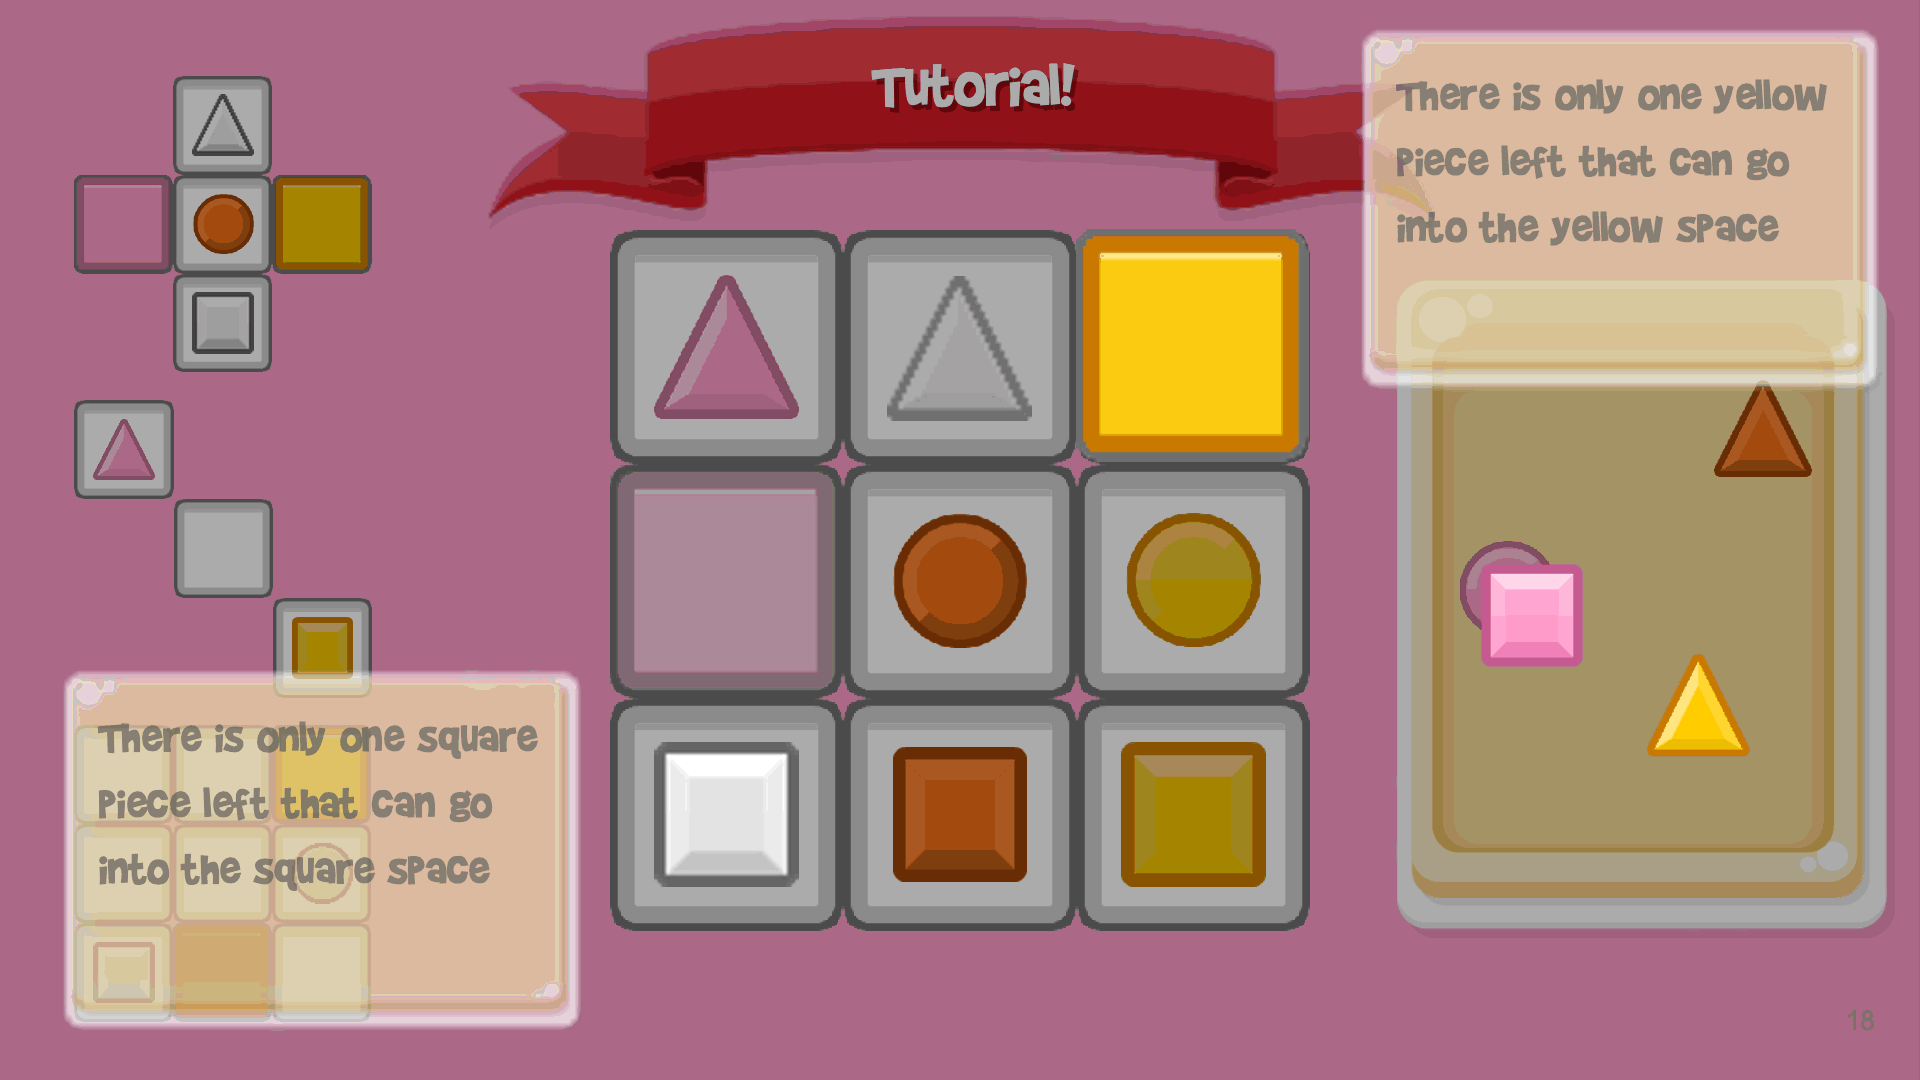 Tutorial!
There is only one yellow
Piece left that can go
into the yellow space
There is only one square
Piece left that can go
into the square space
18